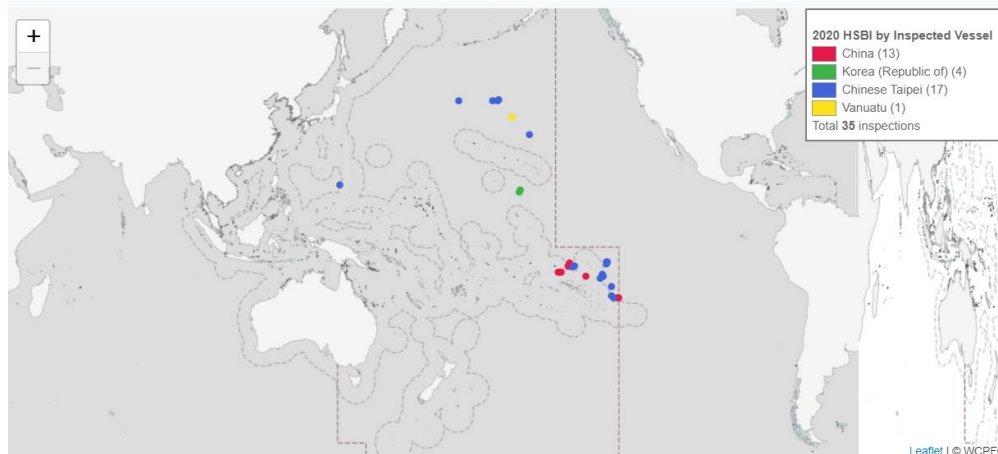 +
−
2020 HSBI by Inspected Vessel
China (13)
Korea (Republic of) (4)
Chinese Taipei (17)
Vanuatu (1)
Total 35 inspections
Leaflet | © WCPF